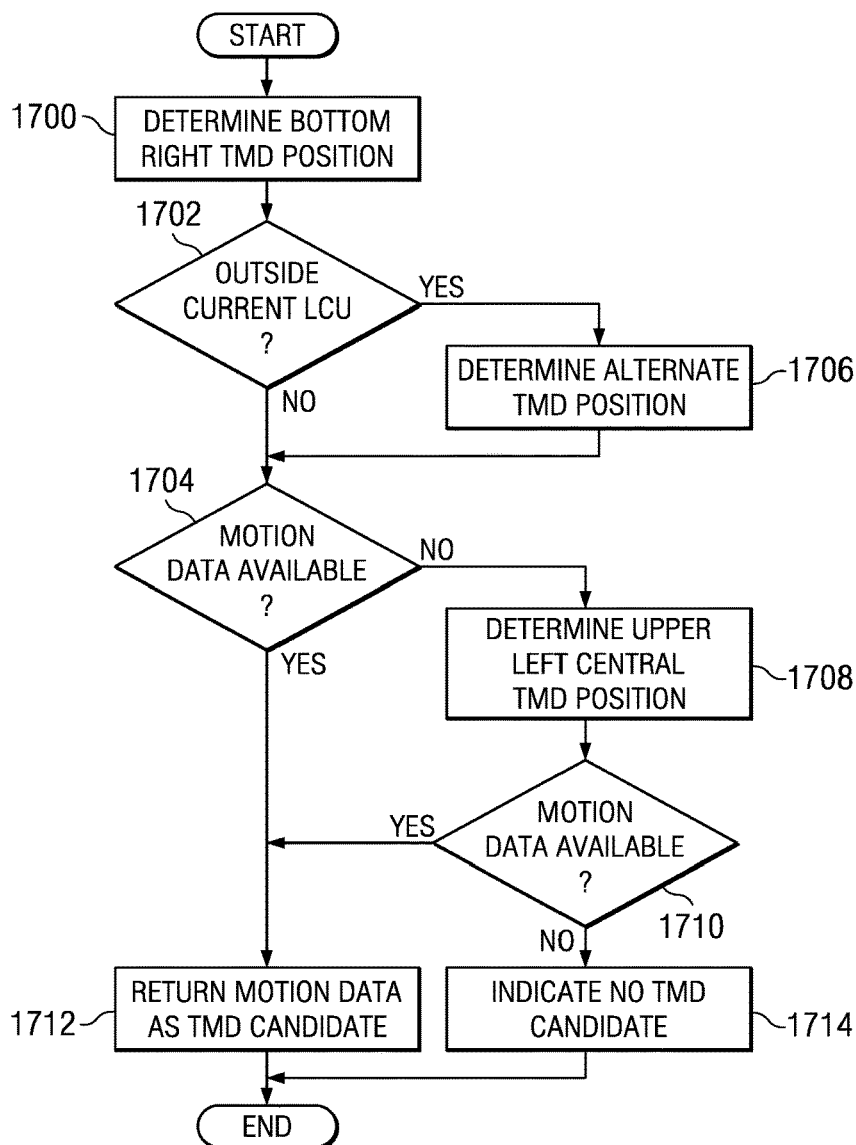 START
1700
DETERMINE BOTTOM
RIGHT TMD POSITION
1702
OUTSIDE
CURRENT LCU
?
YES
NO
DETERMINE ALTERNATE
TMD POSITION
1706
1704
MOTION
DATA AVAILABLE
?
NO
YES
DETERMINE UPPER
LEFT CENTRAL
TMD POSITION
1708
MOTION
DATA AVAILABLE
?
YES
1710
NO
1712
RETURN MOTION DATA
AS TMD CANDIDATE
INDICATE NO TMD
CANDIDATE
1714
END